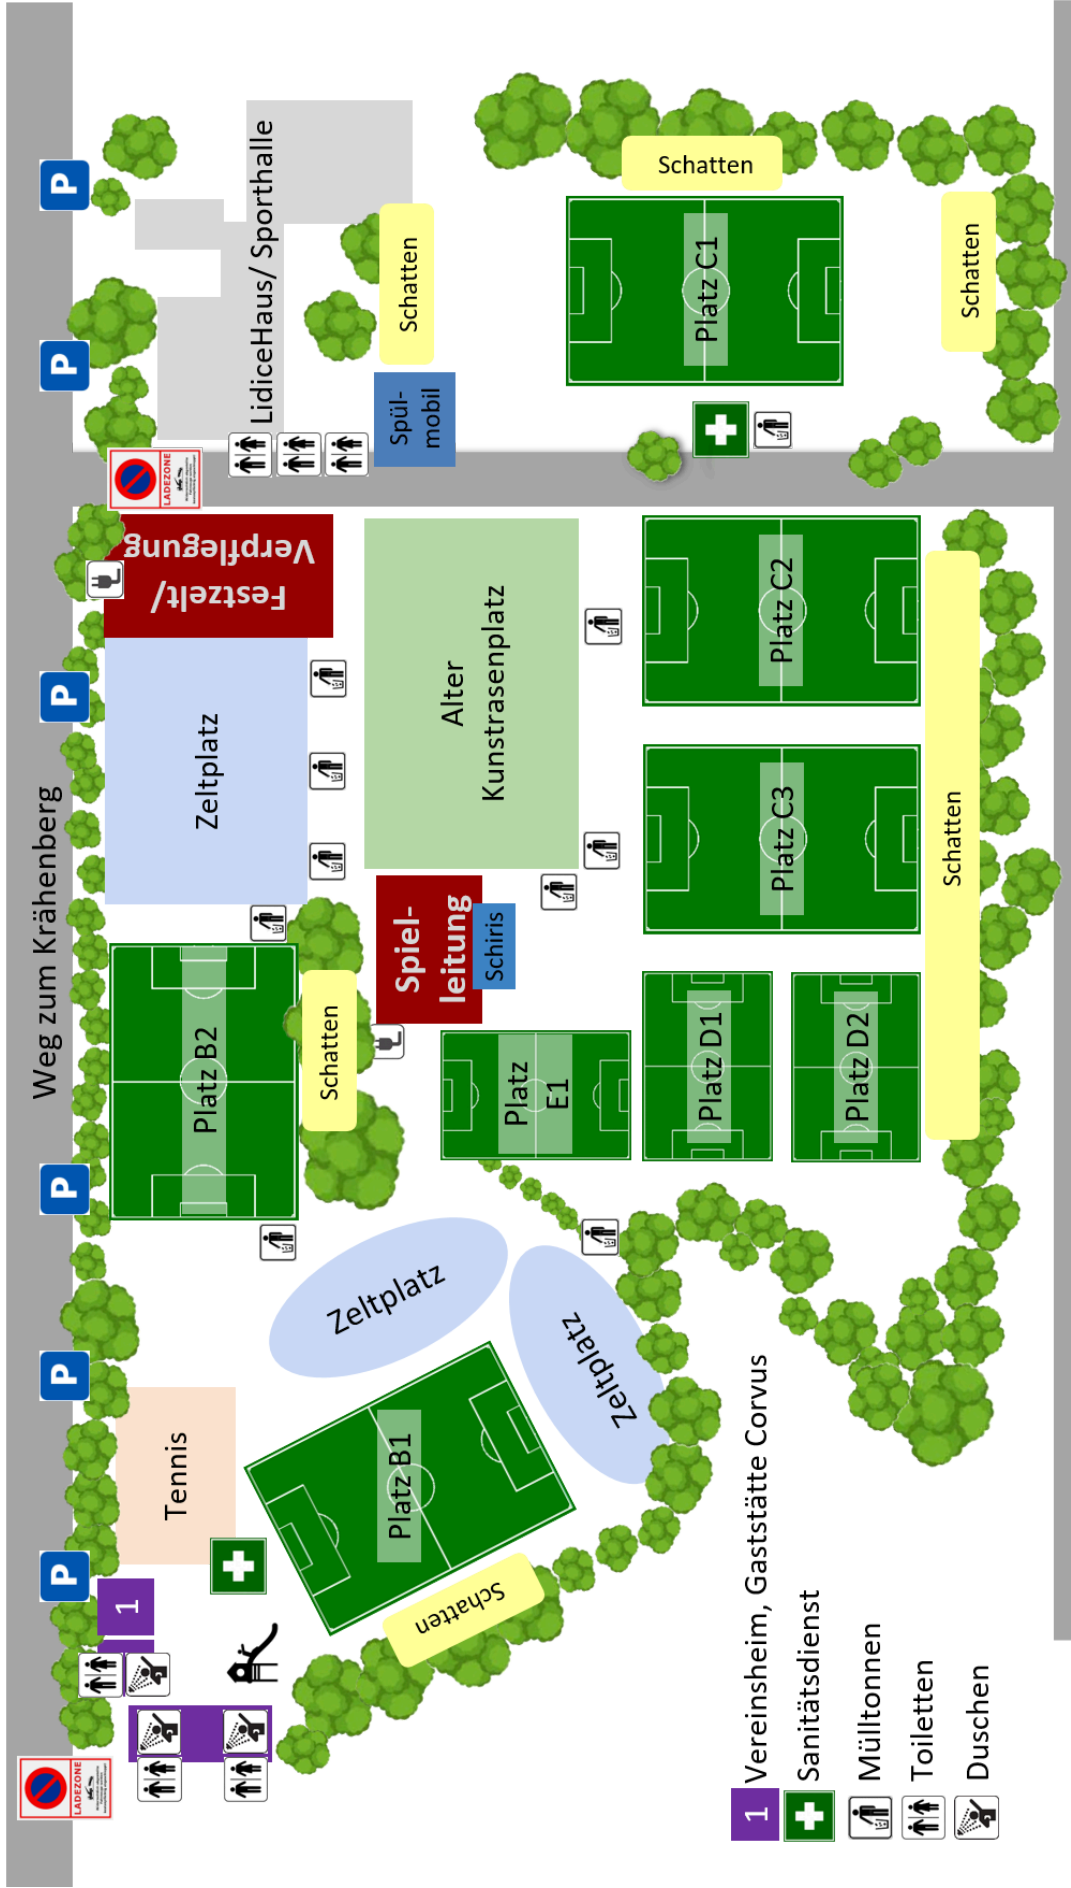 Weg zum Krähenberg
P
P
P
P
P
P
P
LADEZONE
LADEZONE
1
Tennis
Platz B2
Zeltplatz
Festzelt/
Verpflegung
LidiceHaus/ Sporthalle
Schatten
Zeltplatz
Platz B1
Schatten
Spiel-
leitung
Schiris
Alter
Kunstrasenplatz
Spül-
mobil
Schatten
Zeltplatz
Schatten
Platz
E1
Platz D1
Platz D2
Platz C3
Platz C2
Platz C1
Schatten
Schatten
Schatten
1
Vereinsheim, Gaststätte Corvus
Sanitätsdienst
Mülltonnen
Toiletten
Duschen